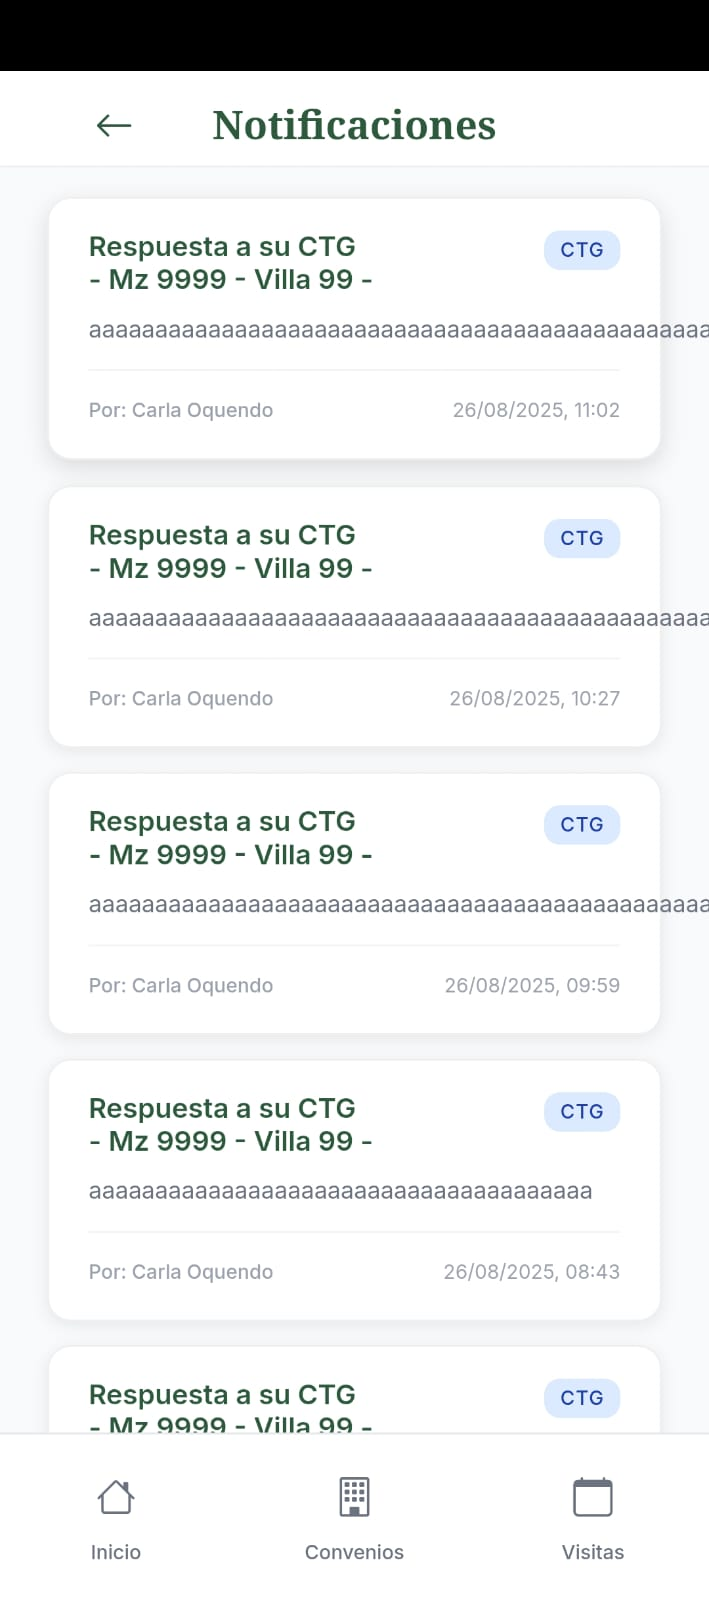 Notificaciones
Respuesta a su CTG
- Mz 9999 - Villa 99 -
CTG
aaaaaaaaaaaaaaaaaaaaaaaaaaaaaaaaaaaaaaaaaaaaaaa
Por: Carla Oquendo
26/08/2025, 11:02
Respuesta a su CTG
- Mz 9999 - Villa 99 -
CTG
aaaaaaaaaaaaaaaaaaaaaaaaaaaaaaaaaaaaaaaaaaaaaaa
Por: Carla Oquendo
26/08/2025, 10:27
Respuesta a su CTG
- Mz 9999 - Villa 99 -
CTG
aaaaaaaaaaaaaaaaaaaaaaaaaaaaaaaaaaaaaaaaaaaaaaa
Por: Carla Oquendo
26/08/2025, 09:59
Respuesta a su CTG
- Mz 9999 - Villa 99 -
CTG
aaaaaaaaaaaaaaaaaaaaaaaaaaaaaaaaaaaaaa
Por: Carla Oquendo
26/08/2025, 08:43
Respuesta a su CTG
- Mz 9999 - Villa 99 -
CTG
Inicio
Convenios
Visitas